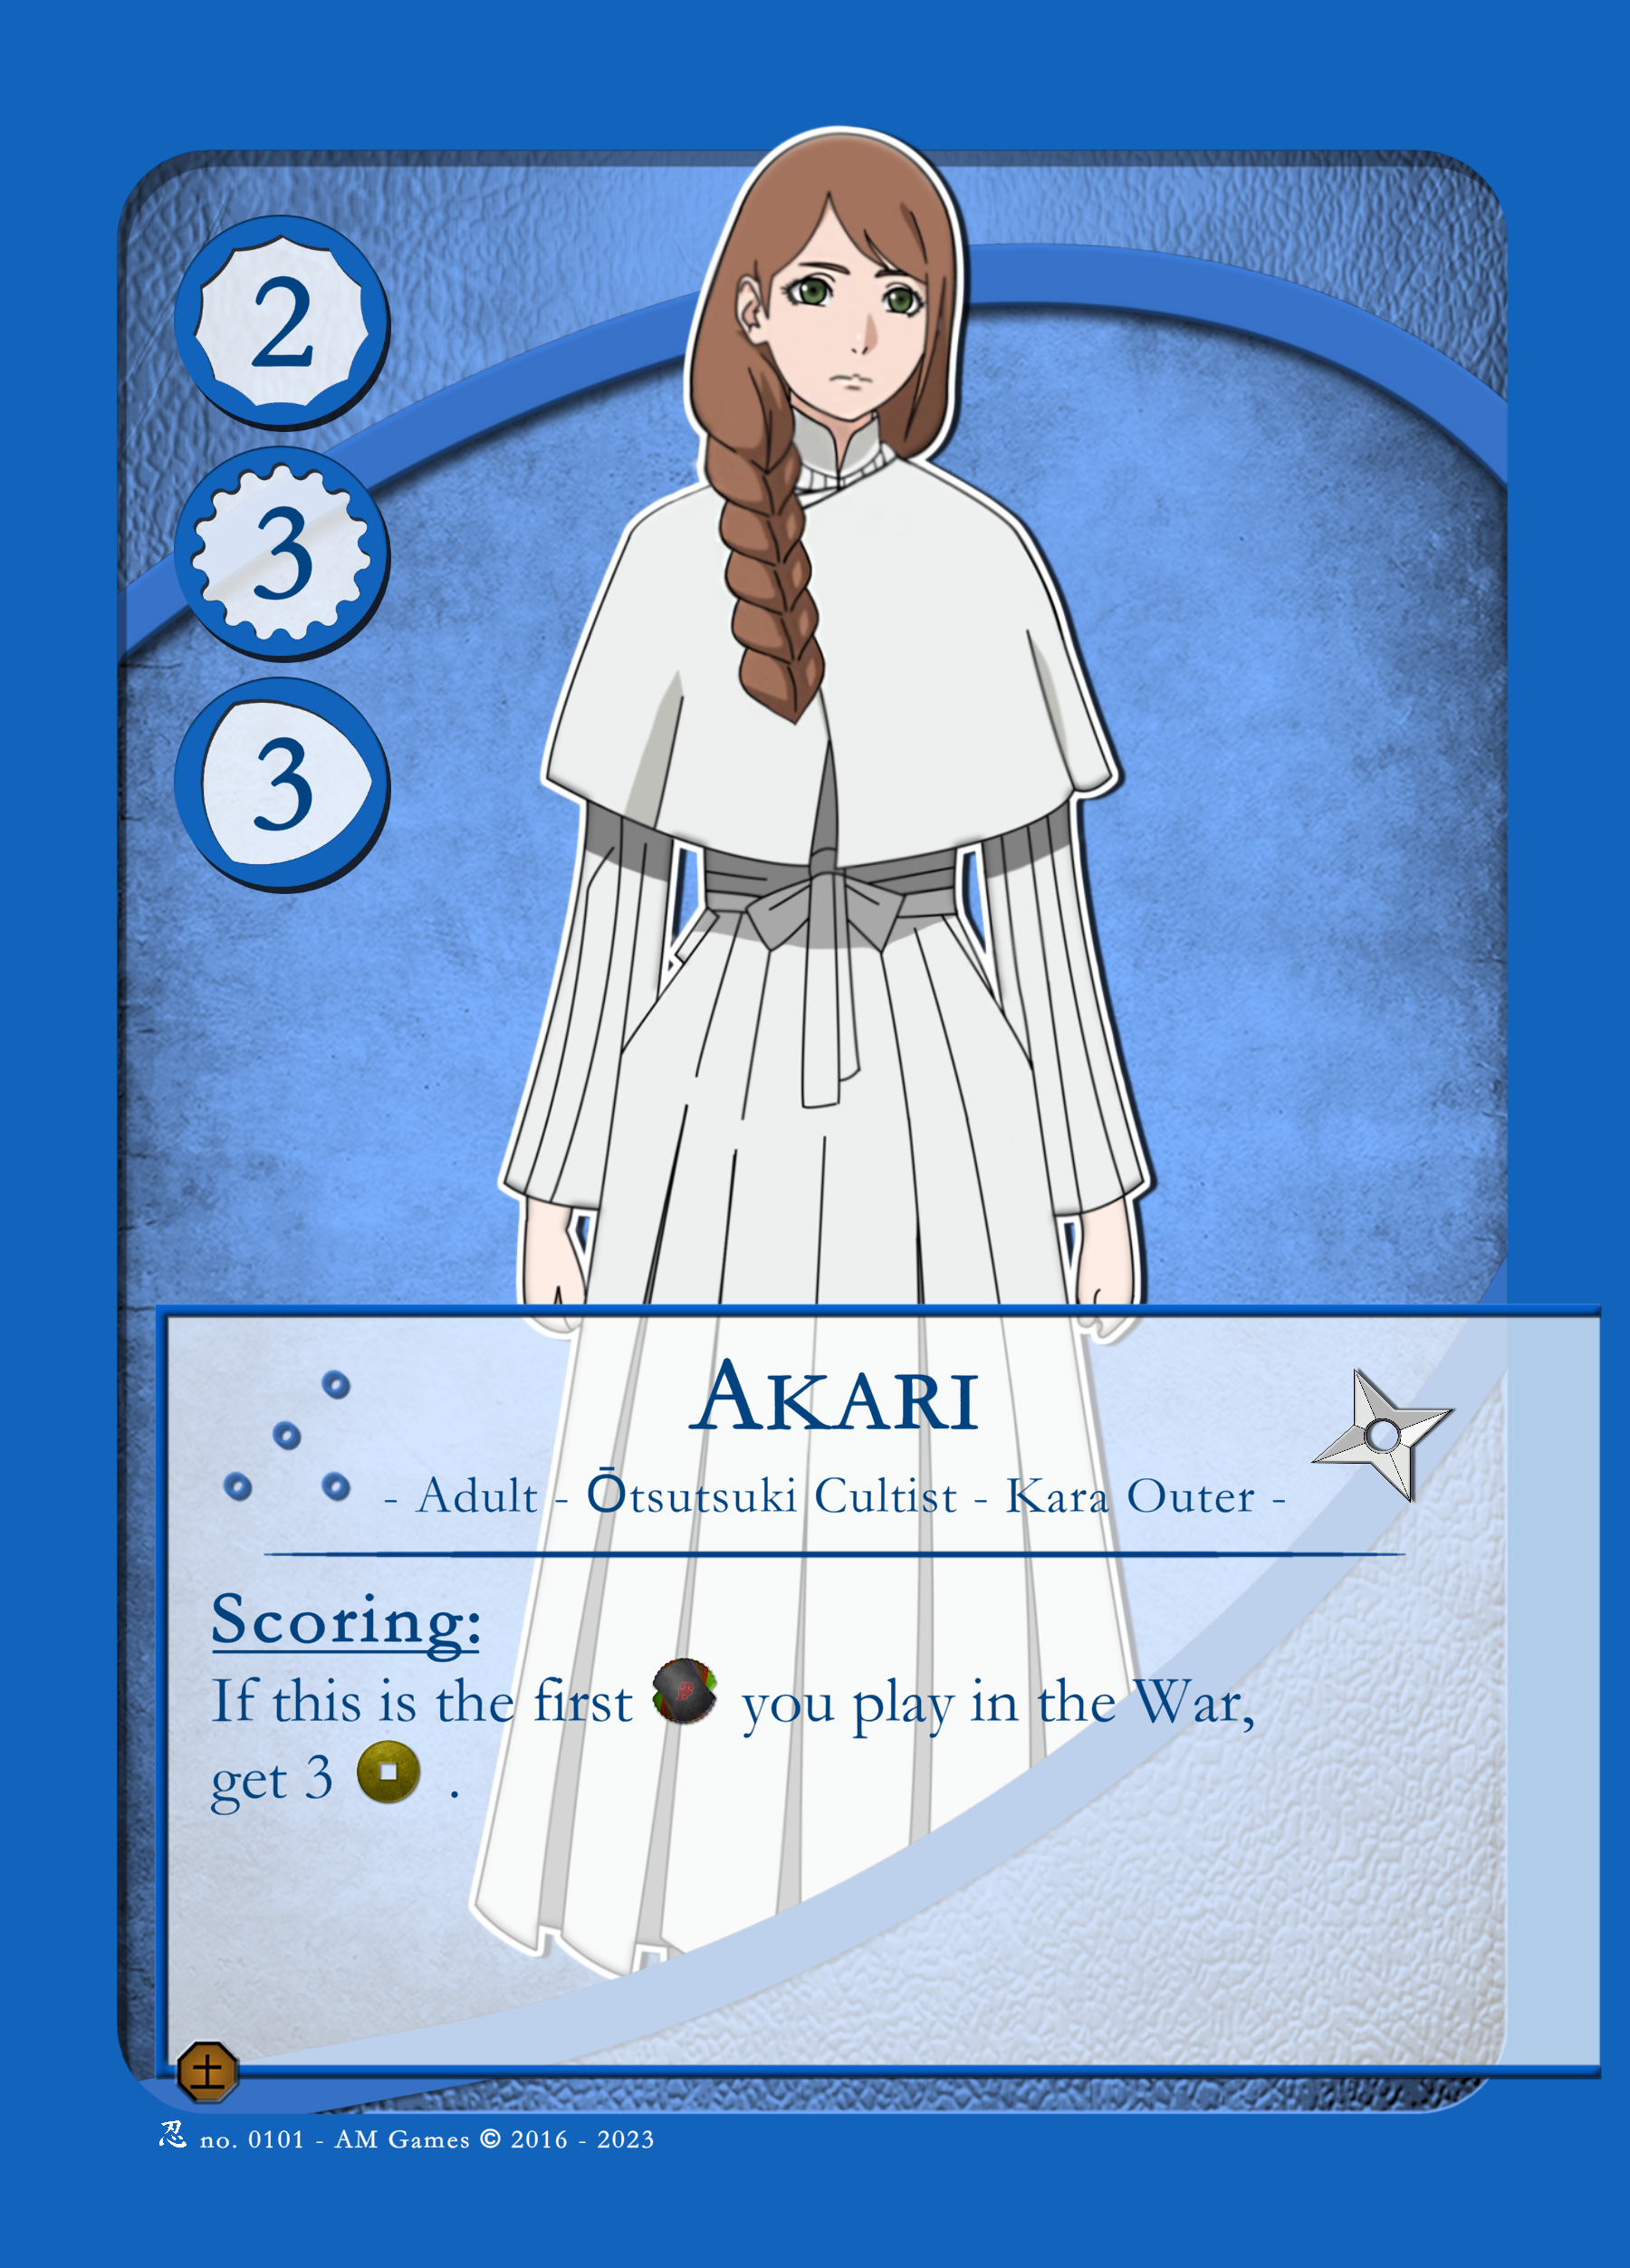 2
3
3
AKARI
- Adult - Ōtsutsuki Cultist - Kara Outer -
Scoring:
If this is the first you play in the War,
get 3 .
土
忍 no. 0101 - AM Games © 2016 - 2023